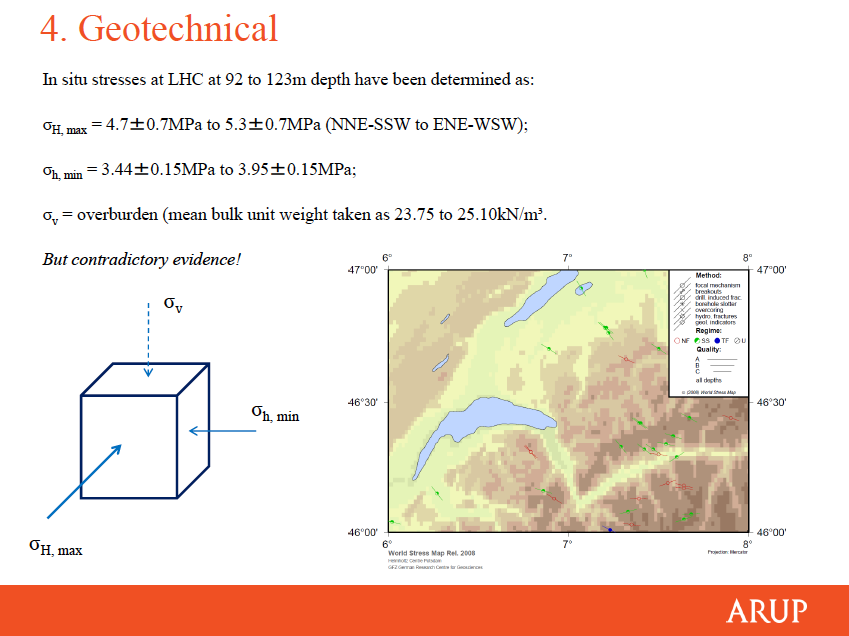 4. Geotechnical
In situ stresses at LHC at 92 to 123m depth have been determined as:
σH, max = 4.7±0.7MPa to 5.3±0.7MPa (NNE-SSW to ENE-WSW);
σh, min = 3.44±0.15MPa to 3.95±0.15MPa;
σv = overburden (mean bulk unit weight taken as 23.75 to 25.10kN/m³.
But contradictory evidence!
σv
σh, min
σH, max
6° 7° 8°
47°00' 47°00'
Method:
focal mechanism
breakouts
drill. induced frac.
borehole slotter
overcoring
hydro. fractures
geol. indicators
Regime:
NF SS TF U
Quality:
A
B
C
all depths
© (2008) World Stress Map
46°30' 46°30'
46°00' 46°00'
6° 7° 8°
World Stress Map Rel. 2008
Projection: Mercator
Helmholtz Centre Potsdam
GFZ German Research Centre for Geosciences
ARUP